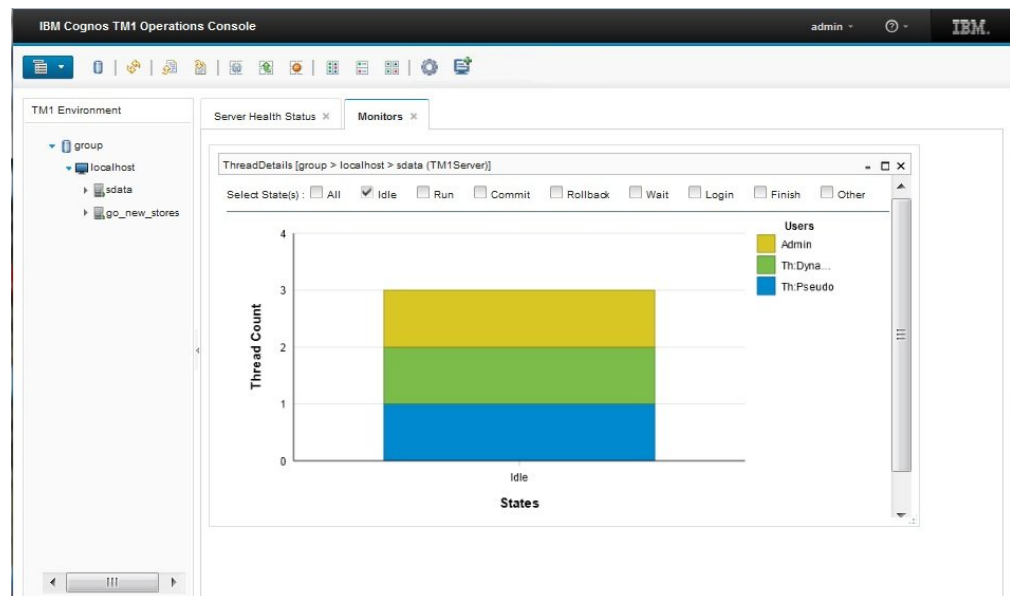 IBM Cognos TM1 Operations Console
admin
IBM.
TM1 Environment
Server Health Status ×
Monitors ×
group
localhost
sdata
go_new_stores
ThreadDetails [group > localhost > sdata (TM1Server)]
Select State(s) : All Idle Run Commit Rollback Wait Login Finish Other
Users
Admin
Th:Dyna...
Th:Pseudo
Thread Count
4
3
2
1
0
Idle
States